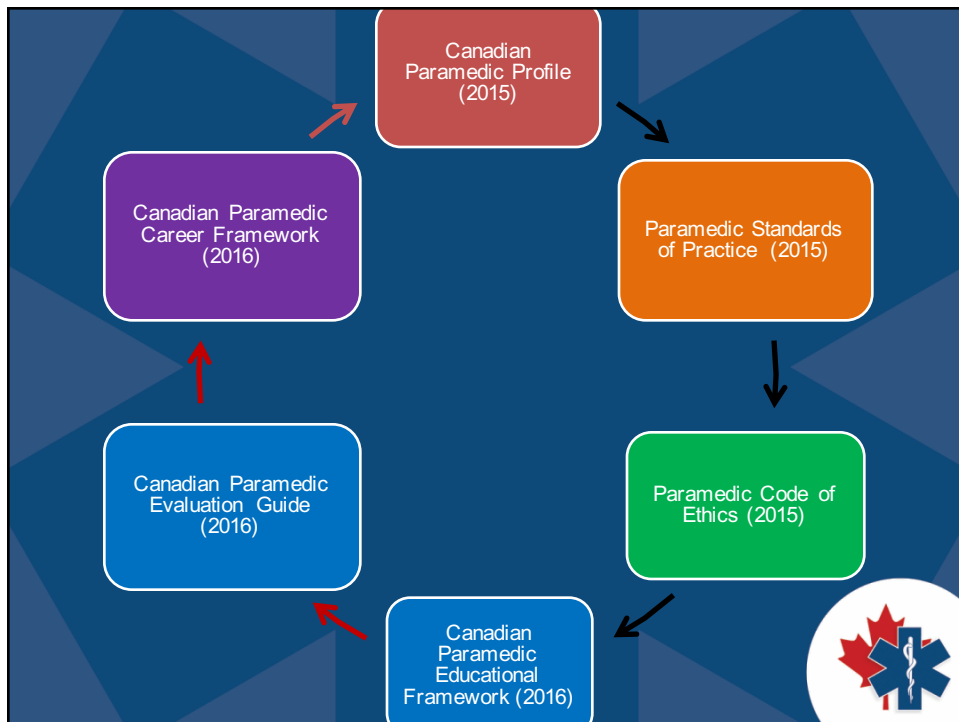 Canadian
Paramedic Profile
(2015)
Paramedic Standards
of Practice (2015)
Paramedic Code of
Ethics (2015)
Canadian
Paramedic
Educational
Framework (2016)
Canadian Paramedic
Evaluation Guide
(2016)
Canadian Paramedic
Career Framework
(2016)